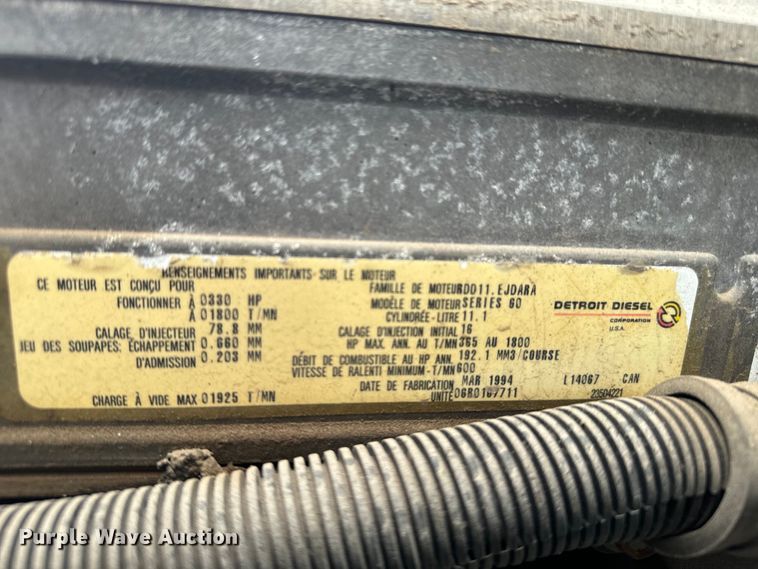 RENSEIGNEMENTS IMPORTANTS SUR LE MOTEUR
CE MOTEUR EST CONÇU POUR
FONCTIONNER À 0330 HP
À 01800 T/MN
CALAGE D'INJECTEUR 78.8 MM
JEU DES SOUPAPES: ÉCHAPPEMENT 0.660 MM
D'ADMISSION 0.203 MM
CHARGE À VIDE MAX 01925 T/MN
FAMILLE DE MOTEUR DD11.EJDARA
MODÈLE DE MOTEUR SERIES 60
CYLINDRÉE-LITRE 11.1
CALAGE D'INJECTION INITIAL 16
HP MAX. ANN. AU T/MN 365 AU 1800
DÉBIT DE COMBUSTIBLE AU HP ANN. 192.1 MM3/COURSE
VITESSE DE RALENTI MINIMUM-T/MN 600
DATE DE FABRICATION MAR 1994 L14067 CAN
UNITÉ 06R0167711 23504221
DETROIT DIESEL
CORPORATION
U.S.A.
Purple Wave Auction